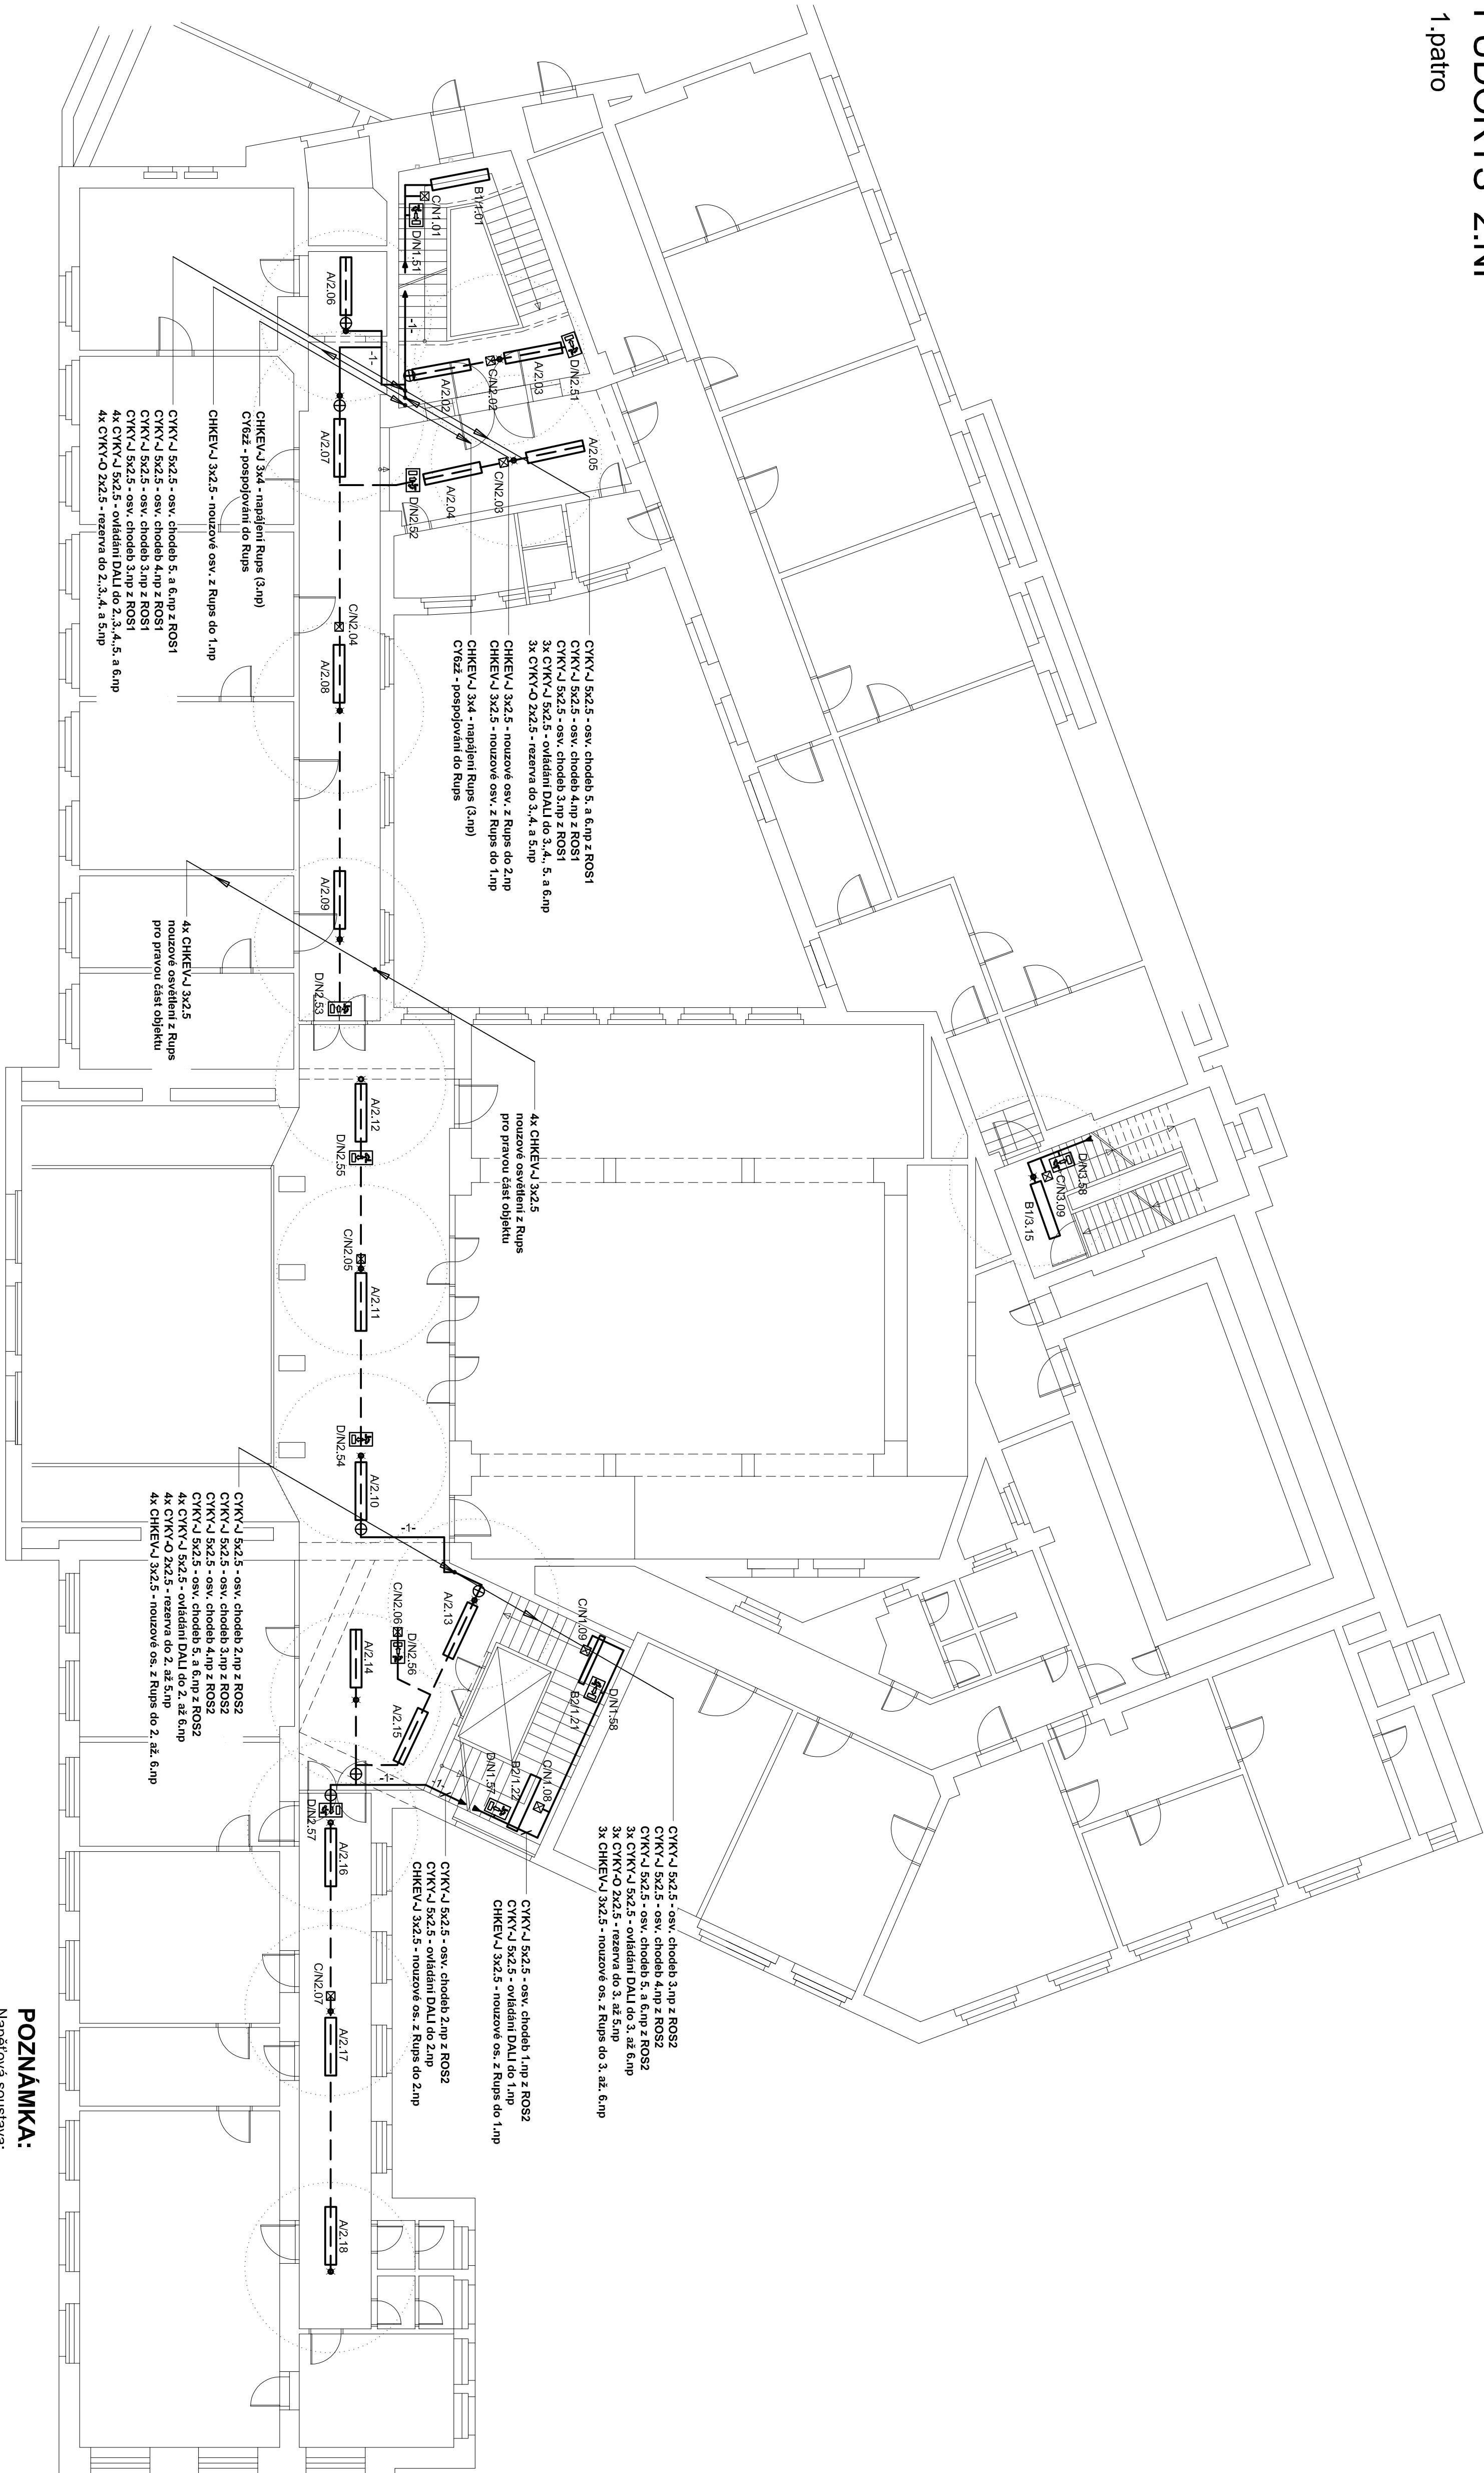 PŮDORYS 2.NP
1.patro
B1/1.01
C/N1.01
D/N1.51
A/2.06
-1-
-1-
A/2.02
C/N2.02
A/2.03
D/N2.51
A/2.07
A/2.04
D/N2.52
C/N2.03
A/2.05
C/N2.04
A/2.08
A/2.09
D/N2.53
CHKEV-J 3x4 - napájení Rups (3.np)
CY6zž - pospojování do Rups
CHKEV-J 3x2.5 - nouzové osv. z Rups do 1.np
CYKY-J 5x2.5 - osv. chodeb 5. a 6.np z ROS1
CYKY-J 5x2.5 - osv. chodeb 4.np z ROS1
CYKY-J 5x2.5 - osv. chodeb 3.np z ROS1
4x CYKY-J 5x2.5 - ovládání DALI do 2.,3.,4.,5. a 6.np
4x CYKY-O 2x2.5 - rezerva do 2.,3.,4. a 5.np
CYKY-J 5x2.5 - osv. chodeb 5. a 6.np z ROS1
CYKY-J 5x2.5 - osv. chodeb 4.np z ROS1
CYKY-J 5x2.5 - osv. chodeb 3.np z ROS1
3x CYKY-J 5x2.5 - ovládání DALI do 3.,4., 5. a 6.np
3x CYKY-O 2x2.5 - rezerva do 3.,4. a 5.np
CHKEV-J 3x2.5 - nouzové osv. z Rups do 2.np
CHKEV-J 3x2.5 - nouzové osv. z Rups do 1.np
CHKEV-J 3x4 - napájení Rups (3.np)
CY6zž - pospojování do Rups
4x CHKEV-J 3x2.5
nouzové osvětlení z Rups
pro pravou část objektu
4x CHKEV-J 3x2.5
nouzové osvětlení z Rups
pro pravou část objektu
D/N3.58
C/N3.09
B1/3.15
A/2.12
D/N2.55
C/N2.05
A/2.11
D/N2.54
A/2.10
-1-
A/2.13
C/N2.06
D/N2.56
A/2.14
A/2.15
-1-
-1-
C/N1.09
D/N1.58
B2/1.21
D/N1.57
B2/1.22
C/N1.08
D/N2.57
A/2.16
C/N2.07
A/2.17
A/2.18
CYKY-J 5x2.5 - osv. chodeb 2.np z ROS2
CYKY-J 5x2.5 - osv. chodeb 3.np z ROS2
CYKY-J 5x2.5 - osv. chodeb 4.np z ROS2
CYKY-J 5x2.5 - osv. chodeb 5. a 6.np z ROS2
4x CYKY-J 5x2.5 - ovládání DALI do 2. až 6.np
4x CYKY-O 2x2.5 - rezerva do 2. až 5.np
4x CHKEV-J 3x2.5 - nouzové os. z Rups do 2. až. 6.np
CYKY-J 5x2.5 - osv. chodeb 3.np z ROS2
CYKY-J 5x2.5 - osv. chodeb 4.np z ROS2
CYKY-J 5x2.5 - osv. chodeb 5. a 6.np z ROS2
3x CYKY-J 5x2.5 - ovládání DALI do 3. až 6.np
3x CYKY-O 2x2.5 - rezerva do 3. až 5.np
3x CHKEV-J 3x2.5 - nouzové os. z Rups do 3. až. 6.np
CYKY-J 5x2.5 - osv. chodeb 1.np z ROS2
CYKY-J 5x2.5 - ovládání DALI do 1.np
CHKEV-J 3x2.5 - nouzové os. z Rups do 1.np
CYKY-J 5x2.5 - osv. chodeb 2.np z ROS2
CYKY-J 5x2.5 - ovládání DALI do 2.np
CHKEV-J 3x2.5 - nouzové os. z Rups do 2.np
POZNÁMKA:
Napěťová soustava: